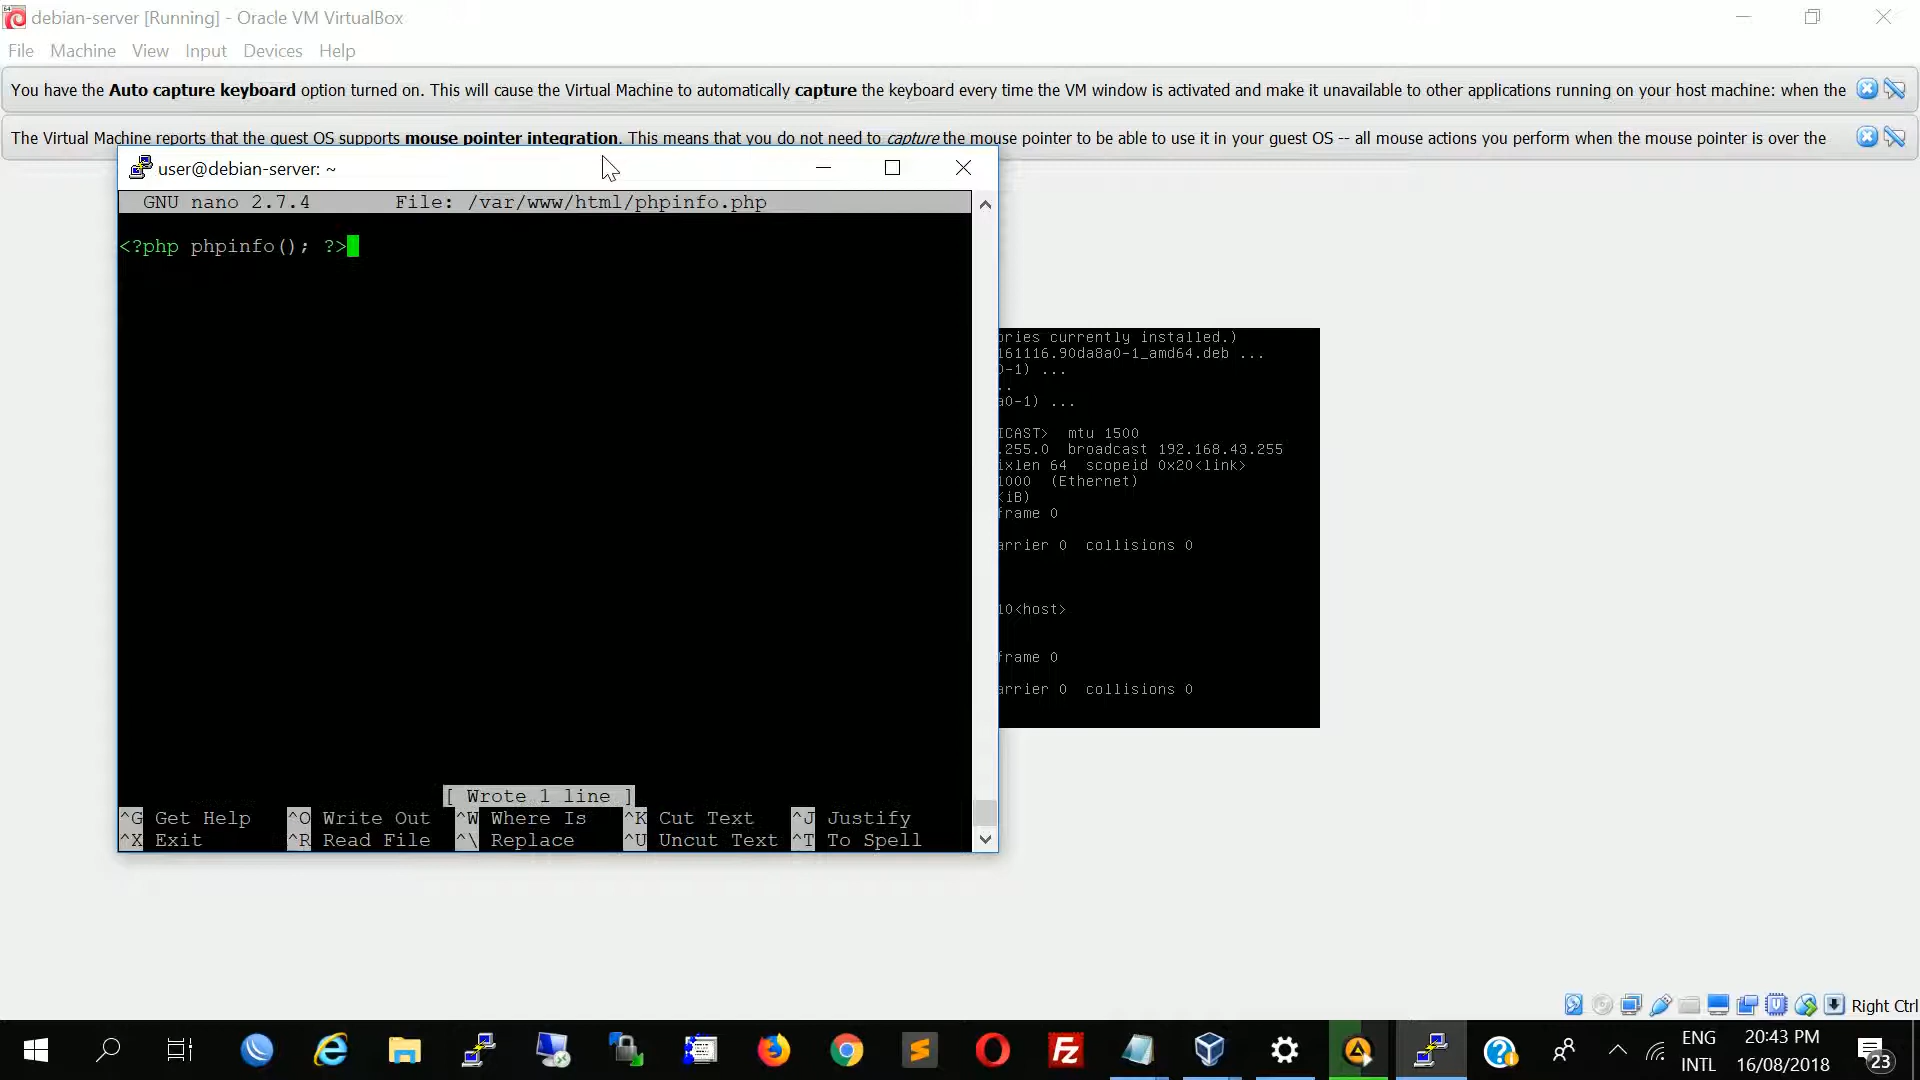 debian-server [Running] - Oracle VM VirtualBox
File Machine View Input Devices Help
You have the Auto capture keyboard option turned on. This will cause the Virtual Machine to automatically capture the keyboard every time the VM window is activated and make it unavailable to other applications running on your host machine: when the
The Virtual Machine reports that the guest OS supports mouse pointer integration. This means that you do not need to capture the mouse pointer to be able to use it in your guest OS -- all mouse actions you perform when the mouse pointer is over the
user@debian-server: ~
GNU nano 2.7.4 File: /var/www/html/phpinfo.php
<?php phpinfo(); ?>
ories currently installed.)
161116.90da8a0-1_amd64.deb ...
0-1) ...
..
a0-1) ...
ICAST> mtu 1500
.255.0 broadcast 192.168.43.255
ixlen 64 scopeid 0x20<link>
1000 (Ethernet)
KiB)
frame 0
arrier 0 collisions 0
10<host>
frame 0
arrier 0 collisions 0
[ Wrote 1 line ]
^G Get Help ^O Write Out ^W Where Is ^K Cut Text ^J Justify
^X Exit ^R Read File ^\ Replace ^U Uncut Text ^T To Spell
Right Ctrl
ENG 20:43 PM
INTL 16/08/2018
23